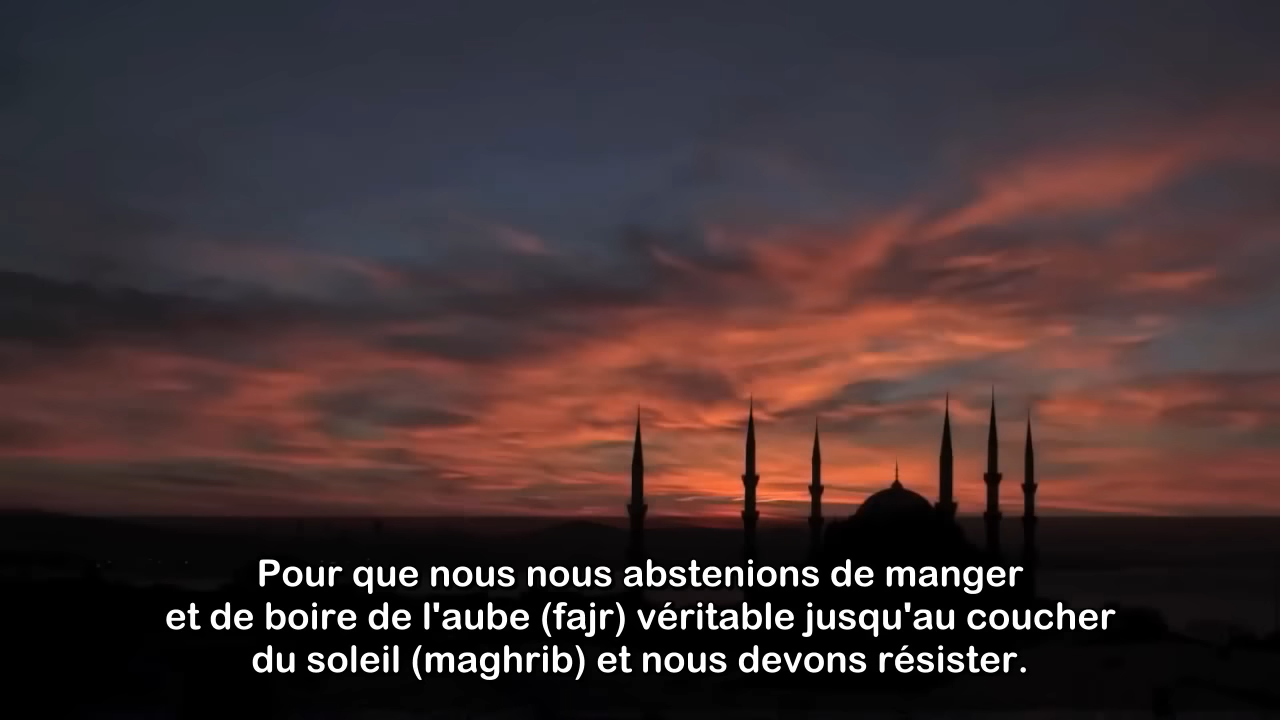 Pour que nous nous abstenions de manger
et de boire de l'aube (fajr) véritable jusqu'au coucher
du soleil (maghrib) et nous devons résister.